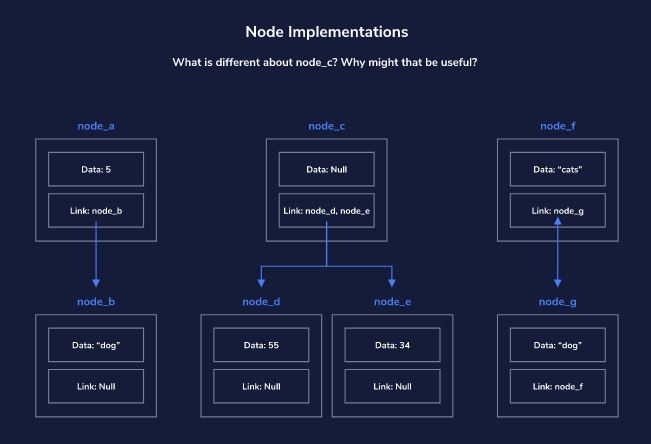 Node Implementations
What is different about node_c? Why might that be useful?
node_a
Data: 5
Link: node_b
node_c
Data: Null
Link: node_d, node_e
node_f
Data: “cats”
Link: node_g
node_b
Data: “dog”
Link: Null
node_d
Data: 55
Link: Null
node_e
Data: 34
Link: Null
node_g
Data: “dog”
Link: node_f